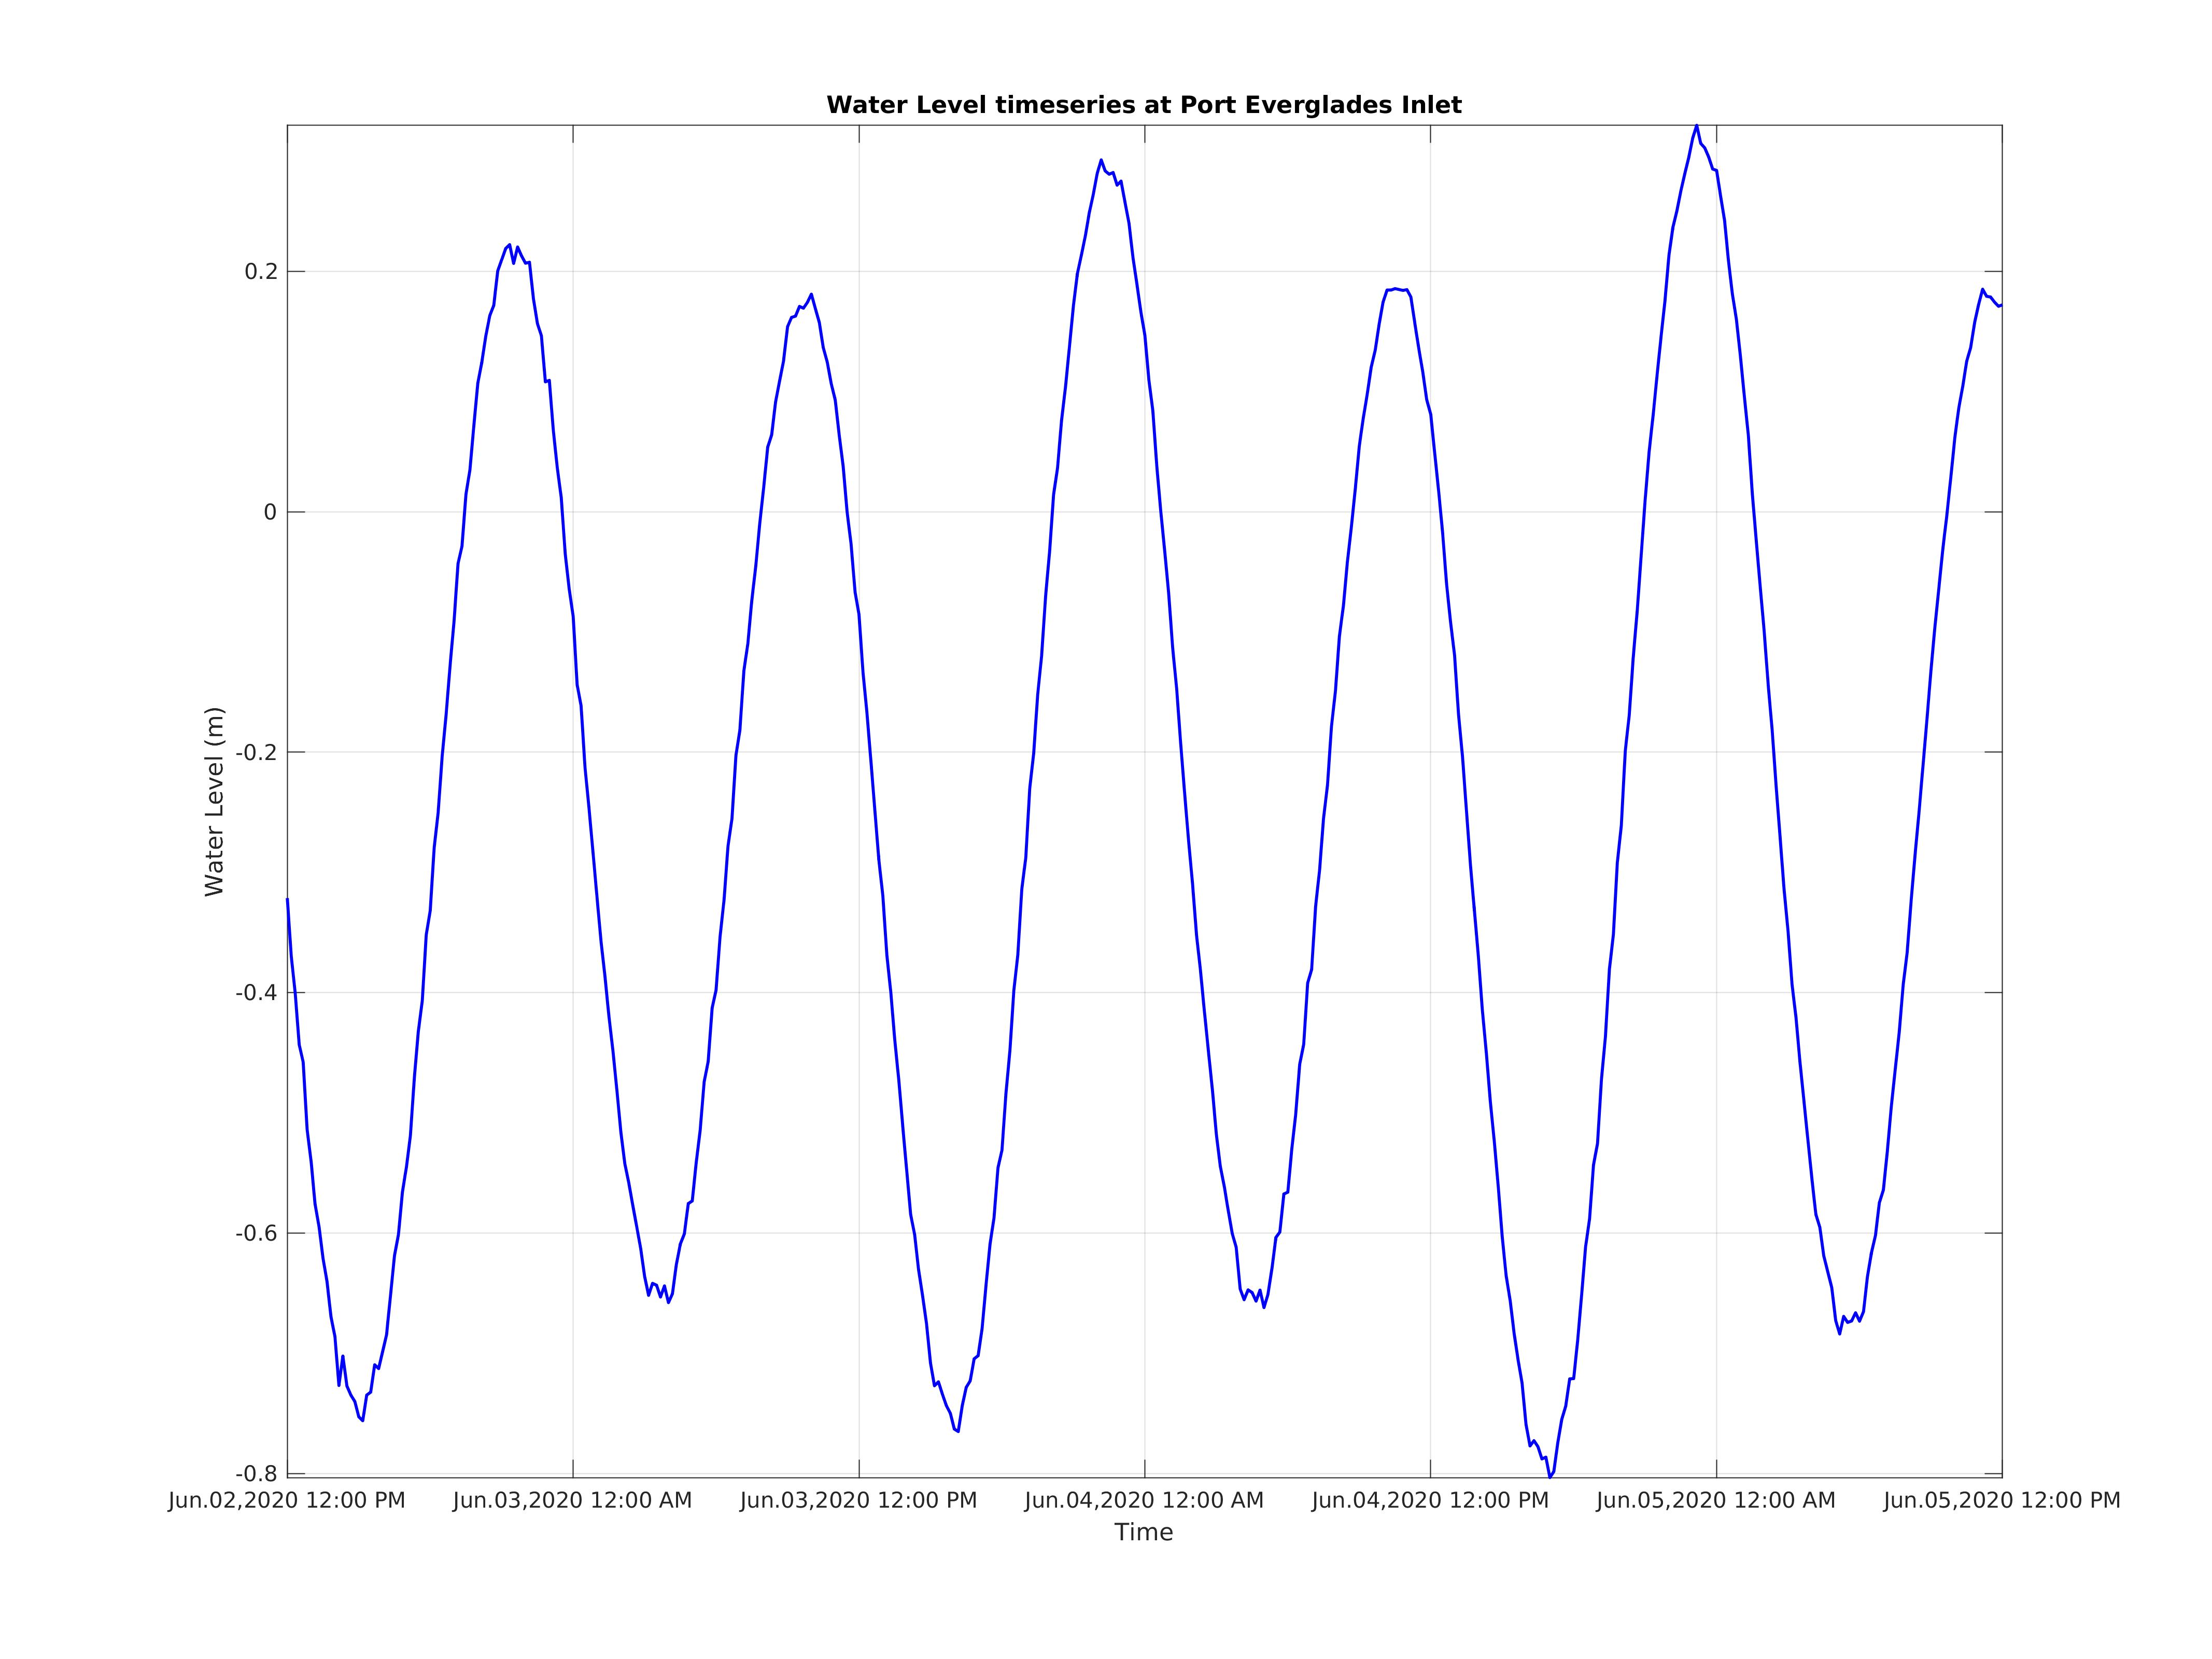 Water Level timeseries at Port Everglades Inlet
Water Level (m)
0.2
0
-0.2
-0.4
-0.6
-0.8
Jun.02,2020 12:00 PM
Jun.03,2020 12:00 AM
Jun.03,2020 12:00 PM
Jun.04,2020 12:00 AM
Jun.04,2020 12:00 PM
Jun.05,2020 12:00 AM
Jun.05,2020 12:00 PM
Time